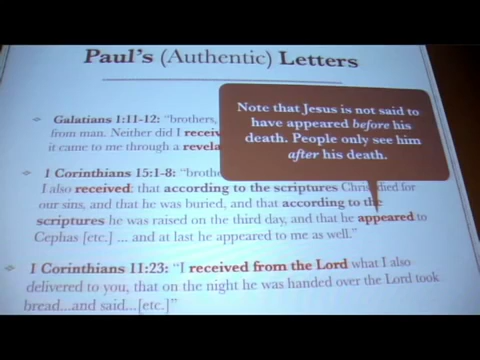 Paul's (Authentic) Letters
Note that Jesus is not said to
have appeared before his
death. People only see him
after his death.
Galatians 1:11-12: "brothers,
from man. Neither did I
it came to me through a
1 Corinthians 15:1-8:
I also received: that according to the scriptures Christ died for
our sins, and that he was buried, and that according to the
scriptures he was raised on the third day, and that he appeared to
Cephas [etc.] ... and at last he appeared to me as well."
1 Corinthians 11:23: "I received from the Lord what I also
delivered to you, that on the night he was handed over the Lord took
bread...and said...[etc.]"